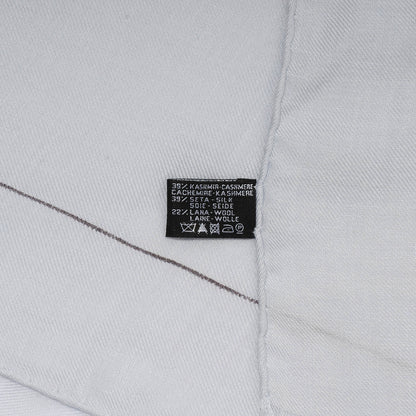 39% KASHMIR-CASHMERE
CACHEMIRE-KASHMERE
39% SETA - SILK
SOIE - SEIDE
22% LANA - WOOL
LAINE - WOLLE